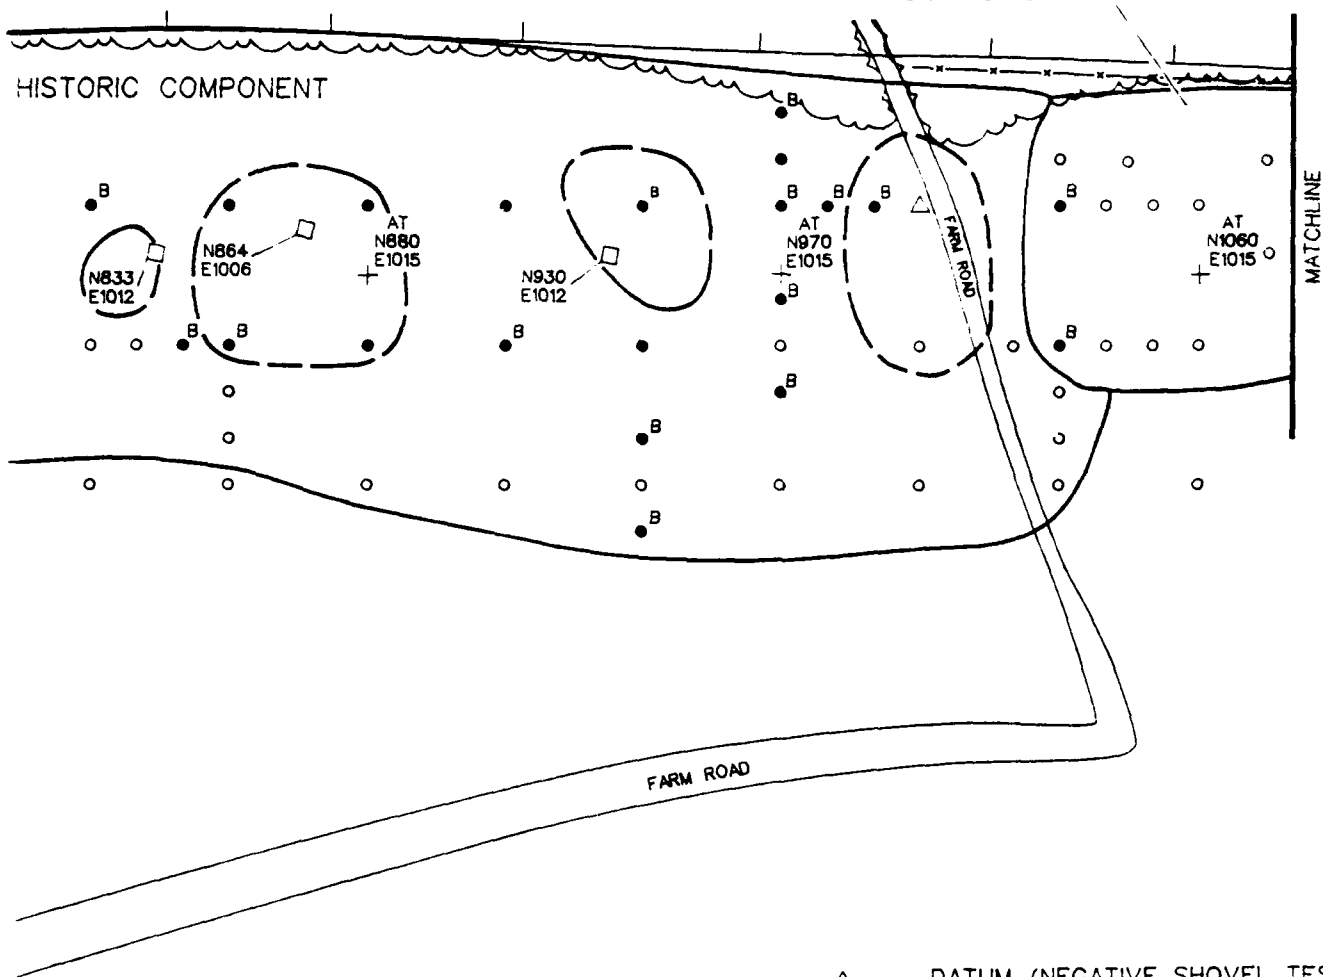 HISTORIC COMPONENT
B
B
B
B
B
B
B
MATCHLINE
AT
N880
E1015
AT
N970
E1015
AT
N1060
E1015
N864
E1006
N833
E1012
N930
E1012
FARM ROAD
B
B
B
B
B
B
B
B
FARM ROAD
DATUM (NEGATIVE SHOVEL TES